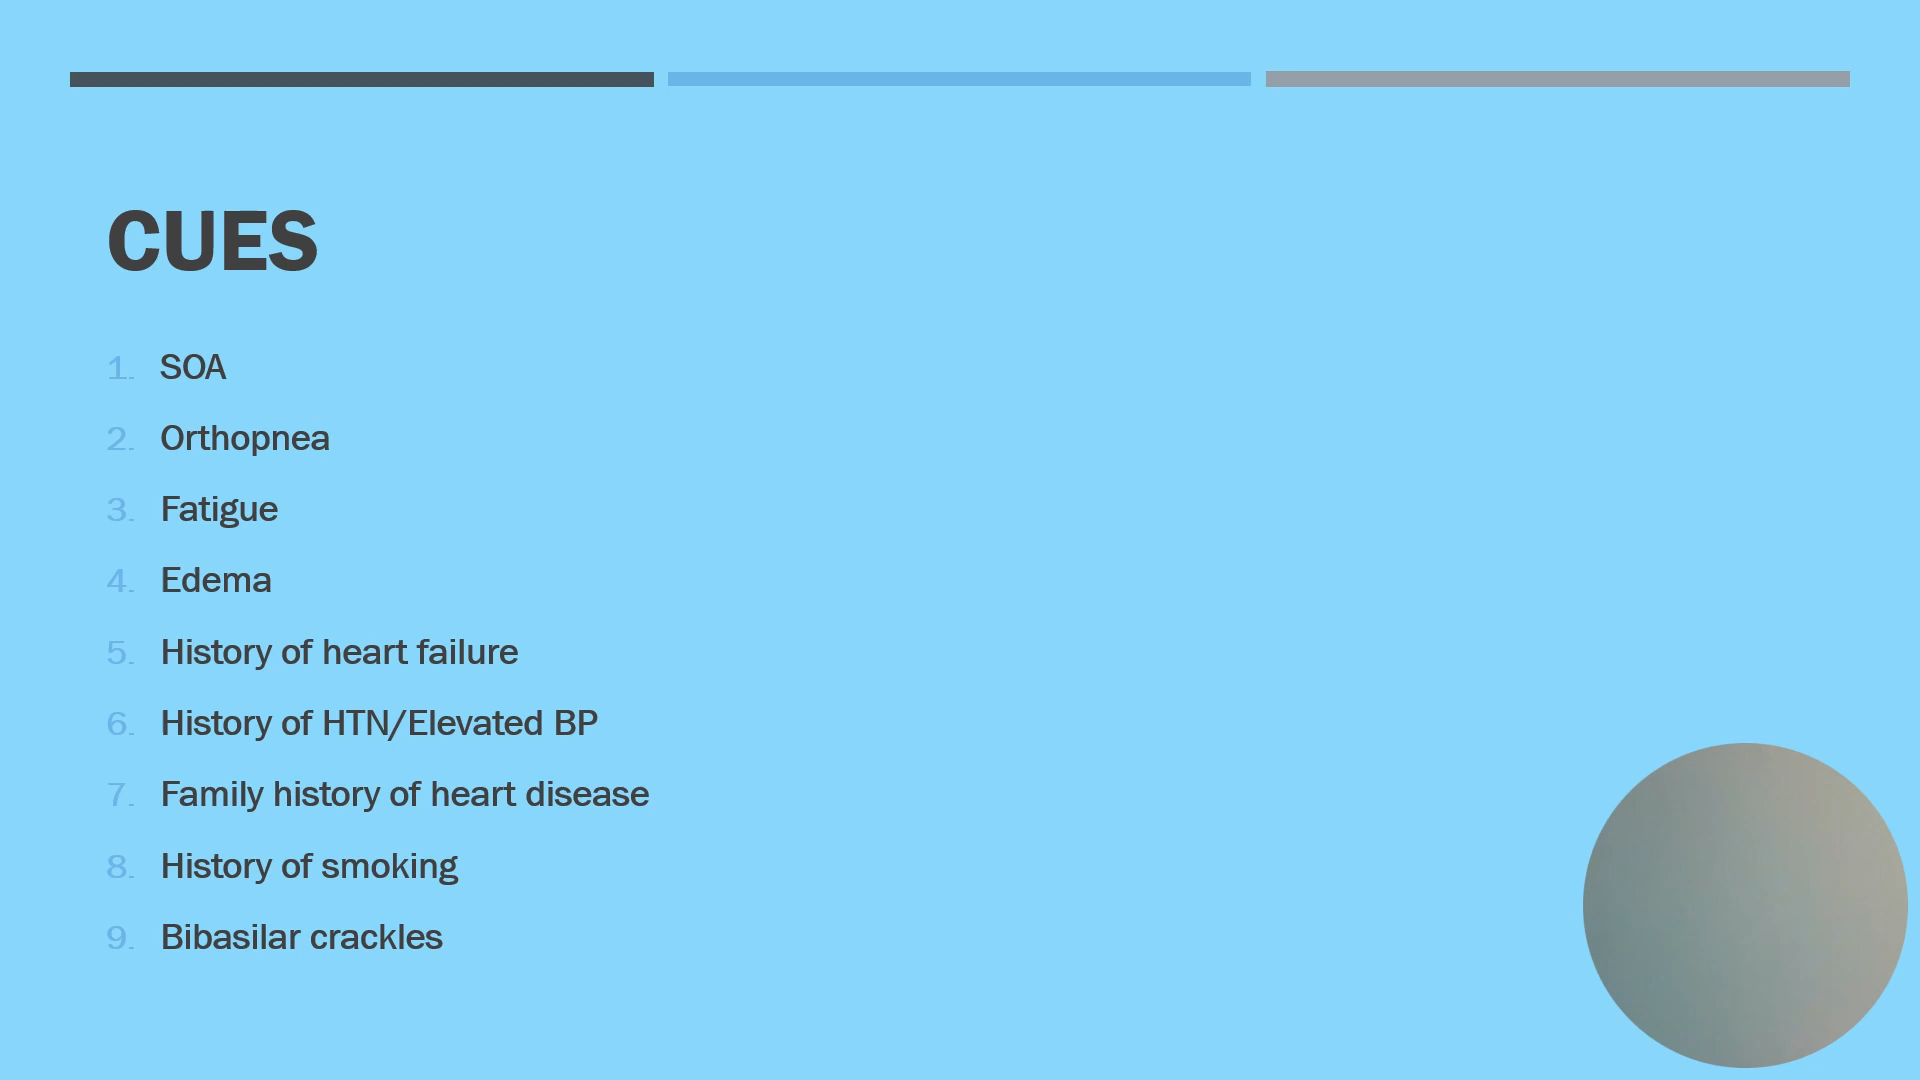 CUES
1. SOA
2. Orthopnea
3. Fatigue
4. Edema
5. History of heart failure
6. History of HTN/Elevated BP
7. Family history of heart disease
8. History of smoking
9. Bibasilar crackles